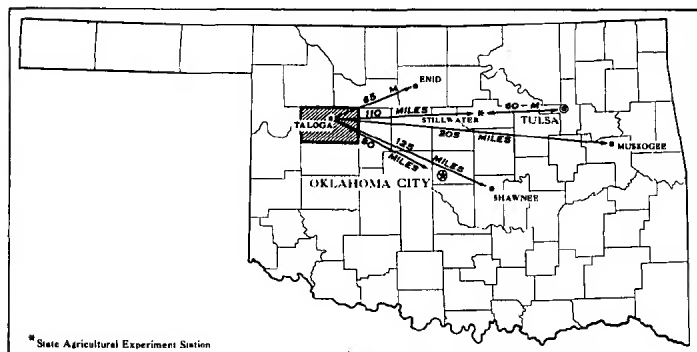 ENID
65 M
110 MILES
STILLWATER
60-M
TULSA
TALOGA
205 MILES
MUSKOGEE
125 MILES
80 MILES
OKLAHOMA CITY
SHAWNEE
* State Agricultural Experiment Station